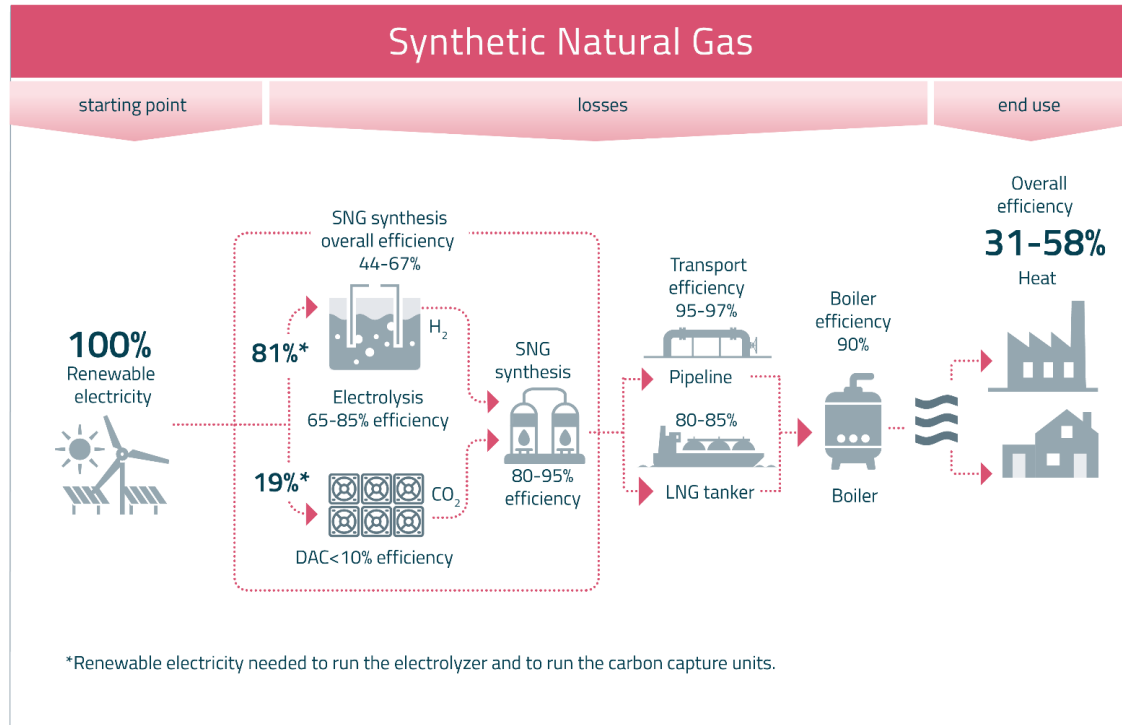 Synthetic Natural Gas
starting point
losses
end use
SNG synthesis
overall efficiency
44-67%
100%
Renewable
electricity
81%*
H2
Electrolysis
65-85% efficiency
19%*
CO2
DAC<10% efficiency
SNG
synthesis
80-95%
efficiency
Transport
efficiency
95-97%
Pipeline
80-85%
LNG tanker
Boiler
efficiency
90%
Boiler
Overall
efficiency
31-58%
Heat
*Renewable electricity needed to run the electrolyzer and to run the carbon capture units.